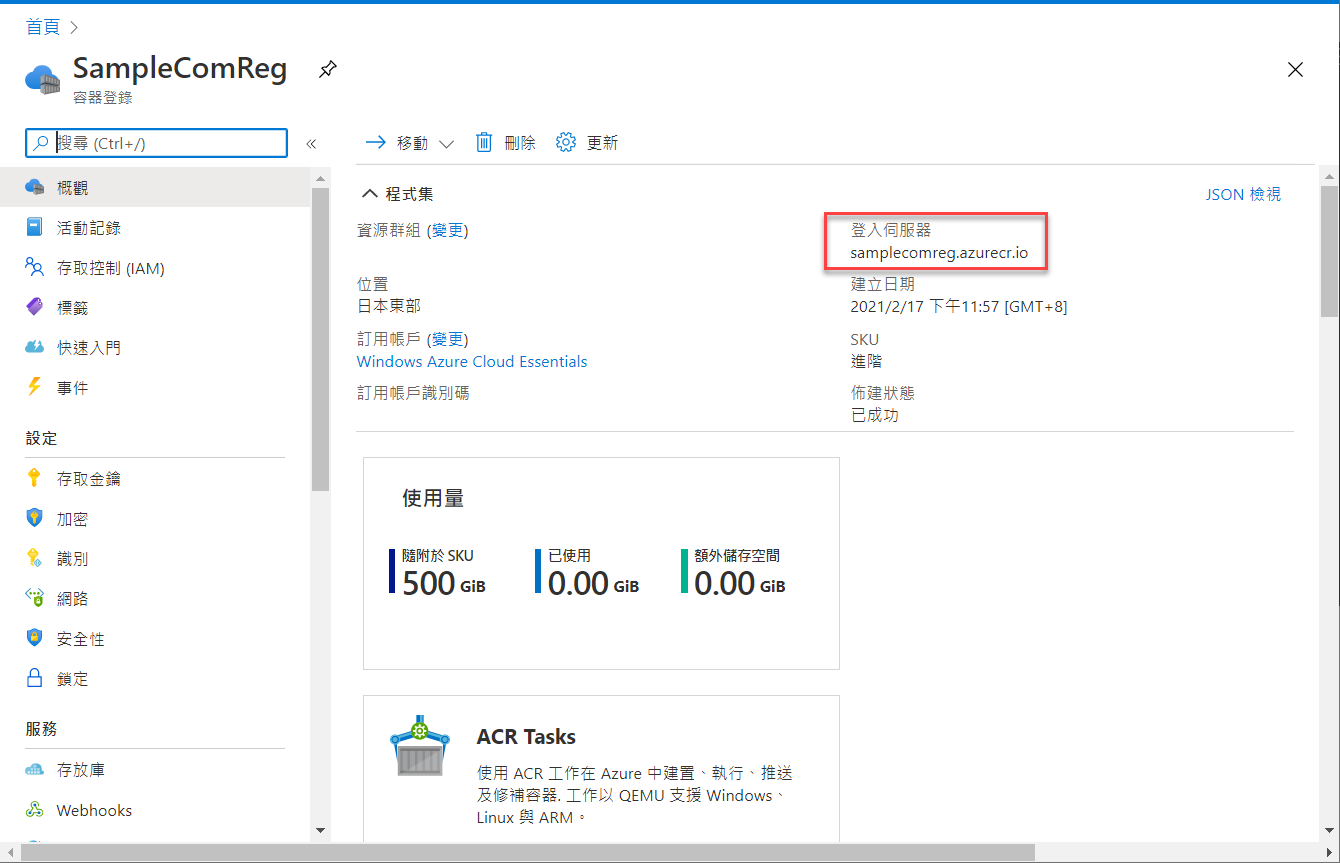 首頁
SampleComReg
容器登錄
搜尋 (Ctrl+/)
移動
刪除
更新
概觀
活動記錄
存取控制 (IAM)
標籤
快速入門
事件
設定
存取金鑰
加密
識別
網路
安全性
鎖定
服務
存放庫
Webhooks
程式集
JSON 檢視
資源群組 (變更)
位置
日本東部
訂用帳戶 (變更)
Windows Azure Cloud Essentials
訂用帳戶識別碼
登入伺服器
samplecomreg.azurecr.io
建立日期
2021/2/17 下午11:57 [GMT+8]
SKU
進階
佈建狀態
已成功
使用量
隨附於 SKU
500 GiB
已使用
0.00 GiB
額外儲存空間
0.00 GiB
ACR Tasks
使用 ACR 工作在 Azure 中建置、執行、推送
及修補容器. 工作以 QEMU 支援 Windows、
Linux 與 ARM。